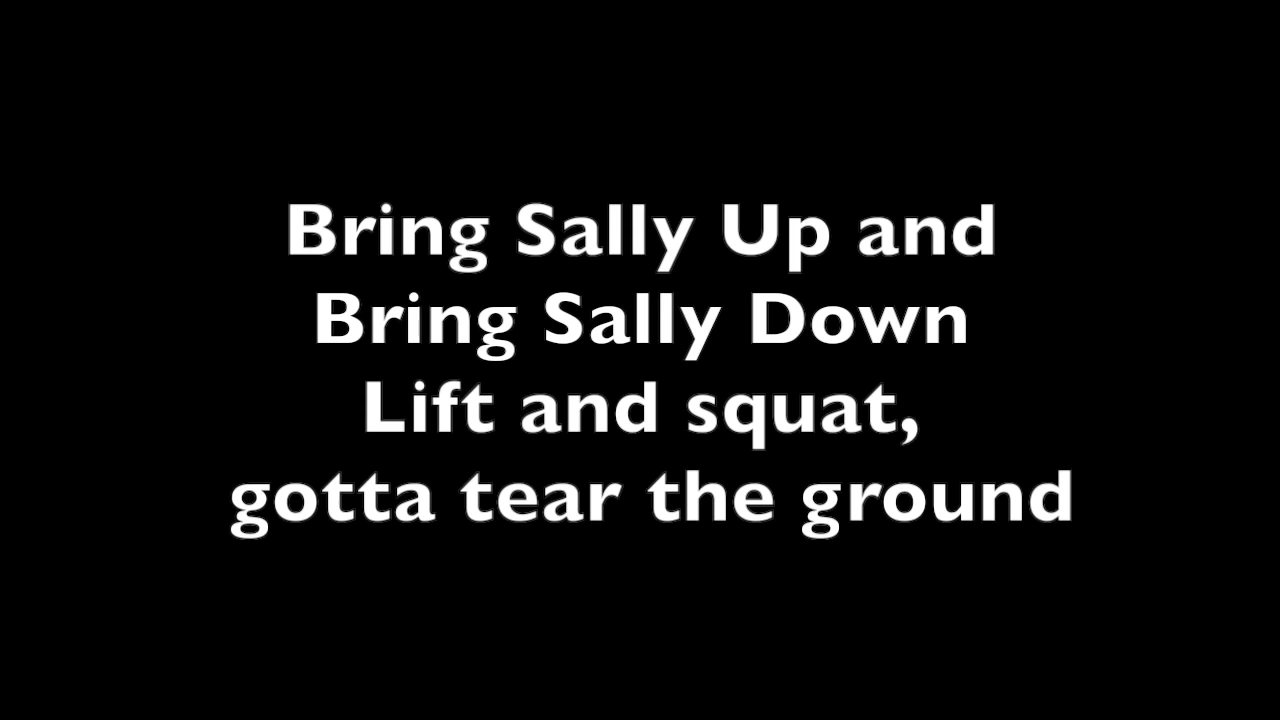 Bring Sally Up and
Bring Sally Down
Lift and squat,
gotta tear the ground